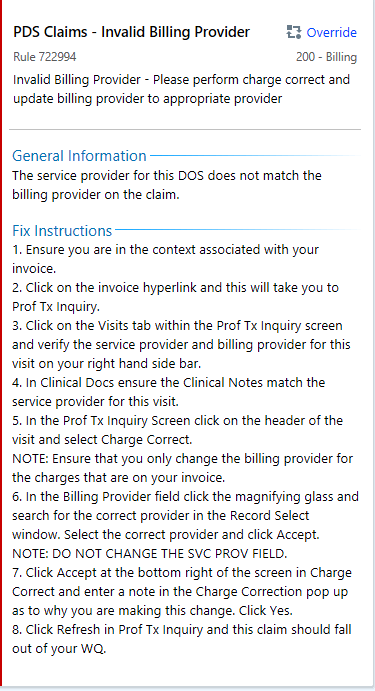 PDS Claims - Invalid Billing Provider Override
Rule 722994 200 - Billing
Invalid Billing Provider - Please perform charge correct and
update billing provider to appropriate provider
General Information
The service provider for this DOS does not match the
billing provider on the claim.
Fix Instructions
1. Ensure you are in the context associated with your
invoice.
2. Click on the invoice hyperlink and this will take you to
Prof Tx Inquiry.
3. Click on the Visits tab within the Prof Tx Inquiry screen
and verify the service provider and billing provider for this
visit on your right hand side bar.
4. In Clinical Docs ensure the Clinical Notes match the
service provider for this visit.
5. In the Prof Tx Inquiry Screen click on the header of the
visit and select Charge Correct.
NOTE: Ensure that you only change the billing provider for
the charges that are on your invoice.
6. In the Billing Provider field click the magnifying glass and
search for the correct provider in the Record Select
window. Select the correct provider and click Accept.
NOTE: DO NOT CHANGE THE SVC PROV FIELD.
7. Click Accept at the bottom right of the screen in Charge
Correct and enter a note in the Charge Correction pop up
as to why you are making this change. Click Yes.
8. Click Refresh in Prof Tx Inquiry and this claim should fall
out of your WQ.